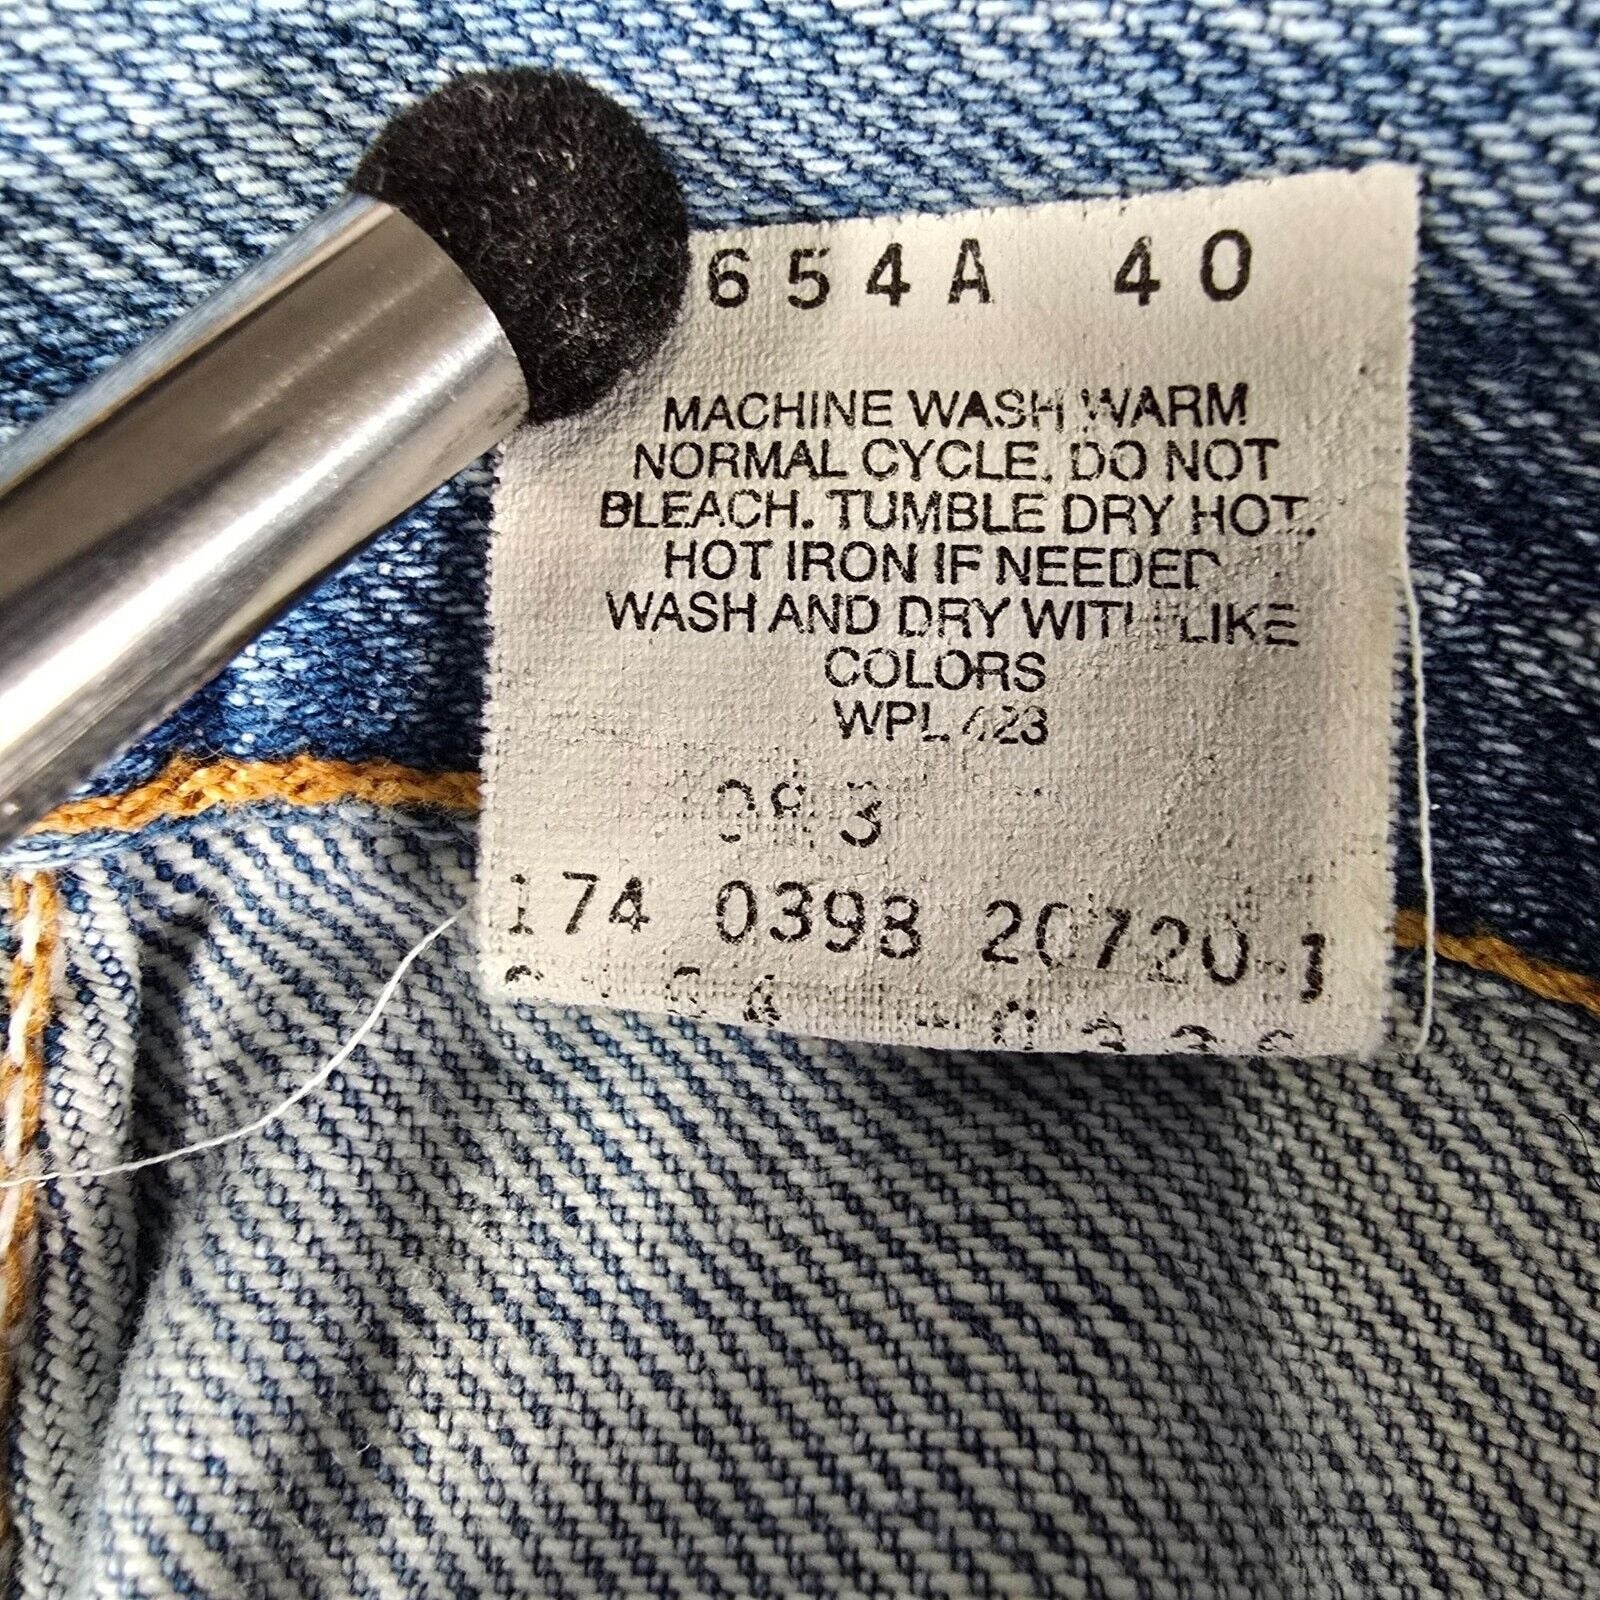 654A 40
MACHINE WASH WARM
NORMAL CYCLE. DO NOT
BLEACH. TUMBLE DRY HOT.
HOT IRON IF NEEDED
WASH AND DRY WITH LIKE
COLORS
WPL 423
174 0398 20720-1